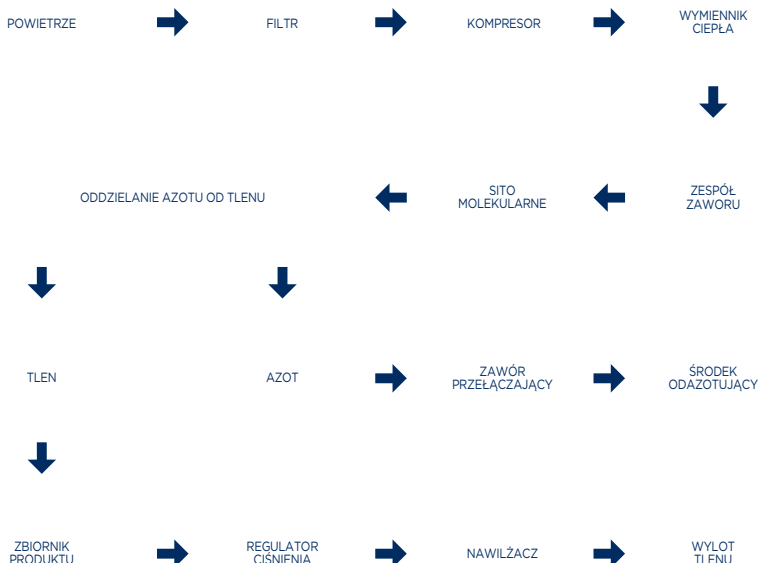 POWIETRZE
FILTR
KOMPRESOR
WYMIENNIK
CIEPŁA
ODDZIELANIE AZOTU OD TLENU
SITO
MOLEKULARNE
ZESPÓŁ
ZAWORU
TLEN
AZOT
ZAWÓR
PRZEŁĄCZAJĄCY
ŚRODEK
ODAZOTUJĄCY
ZBIORNIK
PRODUKTU
REGULATOR
CIŚNIENIA
NAWILŻACZ
WYLOT
TLENU